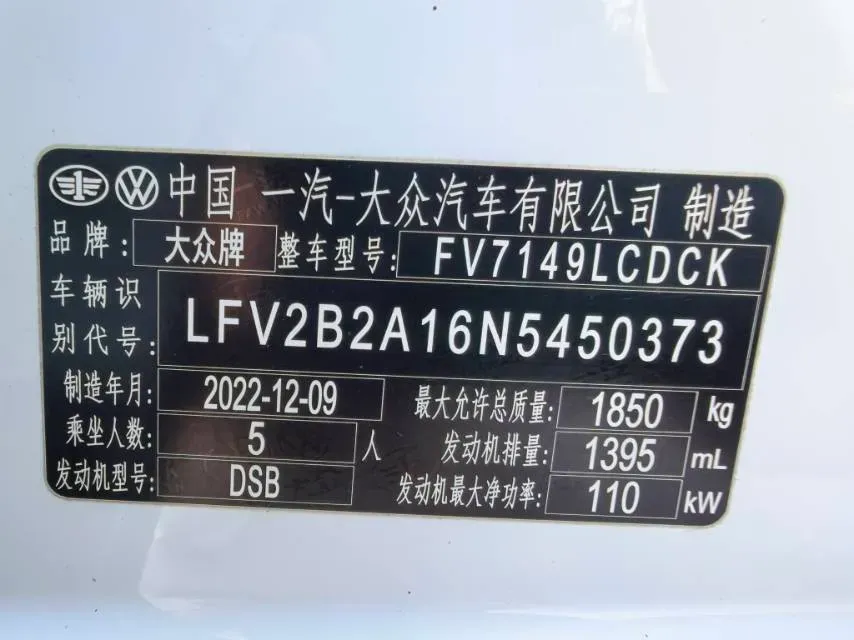 中国 一汽-大众汽车有限公司 制造
品牌: 大众牌 整车型号: FV7149LCDCK
车辆识别代号: LFV2B2A16N5450373
制造年月: 2022-12-09 最大允许总质量: 1850 kg
乘坐人数: 5 人 发动机排量: 1395 mL
发动机型号: DSB 发动机最大净功率: 110 kW